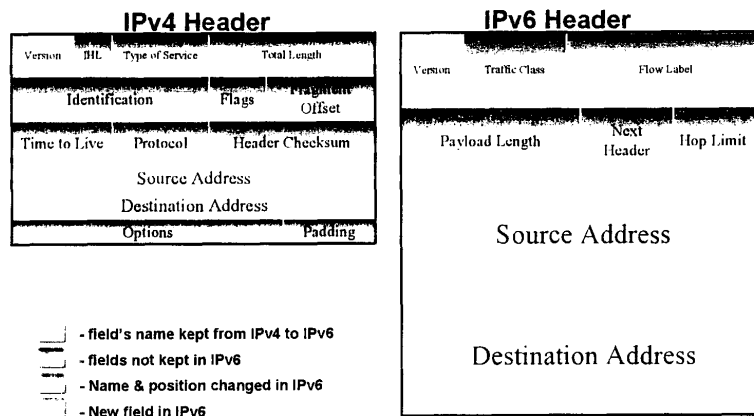 IPv4 Header
Version IHL Type of Service Total Length
Identification Flags Fragment Offset
Time to Live Protocol Header Checksum
Source Address
Destination Address
Options Padding
IPv6 Header
Version Traffic Class Flow Label
Payload Length Next Header Hop Limit
Source Address
Destination Address
- field's name kept from IPv4 to IPv6
- fields not kept in IPv6
- Name & position changed in IPv6
- New field in IPv6